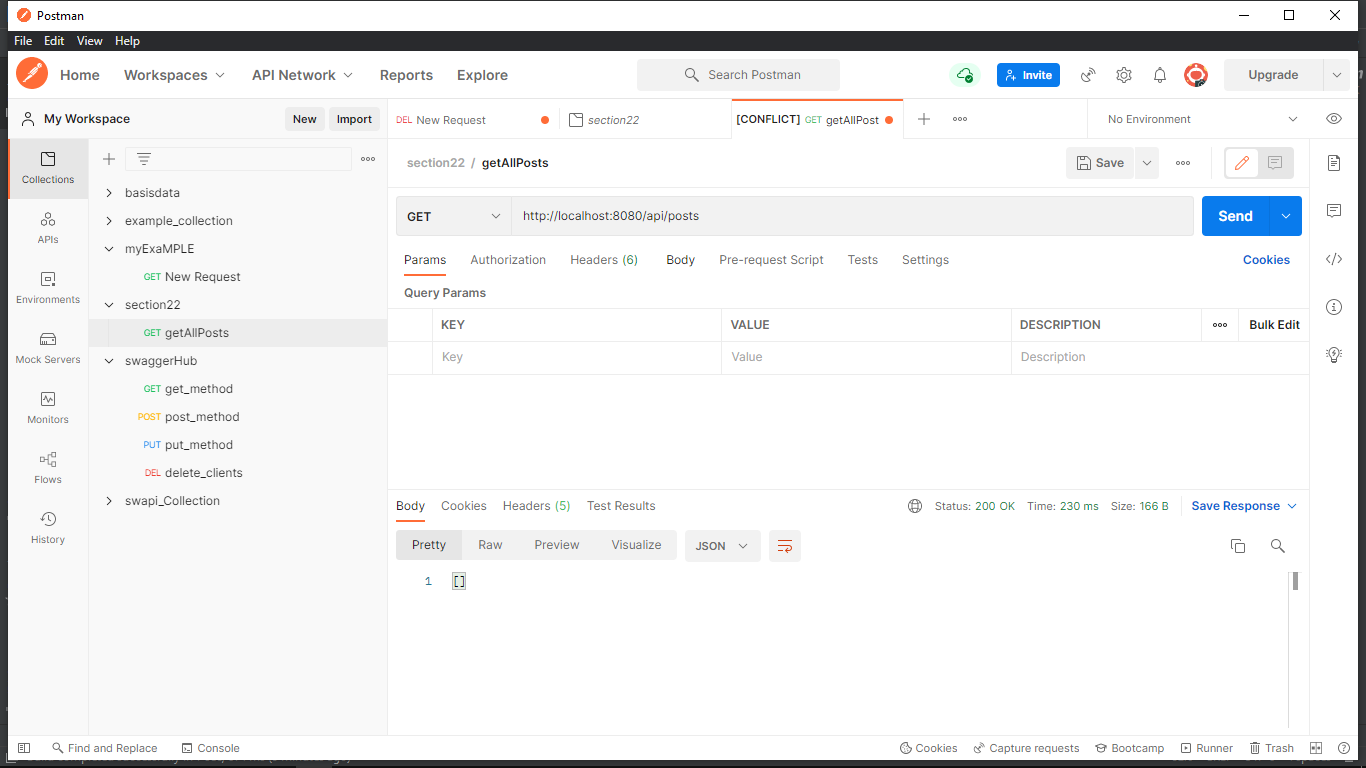 Postman
File Edit View Help
Home Workspaces API Network Reports Explore Search Postman Invite Upgrade
My Workspace New Import
DEL New Request section22 [CONFLICT] GET getAllPost No Environment
section22 / getAllPosts Save
GET http://localhost:8080/api/posts Send
Params Authorization Headers (6) Body Pre-request Script Tests Settings Cookies
Query Params
KEY VALUE DESCRIPTION Bulk Edit
Key Value Description
Collections
APIs
Environments
Mock Servers
Monitors
Flows
History
basisdata
example_collection
myExaMPLE
GET New Request
section22
GET getAllPosts
swaggerHub
GET get_method
POST post_method
PUT put_method
DEL delete_clients
swapi_Collection
Body Cookies Headers (5) Test Results Status: 200 OK Time: 230 ms Size: 166 B Save Response
Pretty Raw Preview Visualize JSON
1 []
Find and Replace Console Cookies Capture requests Bootcamp Runner Trash